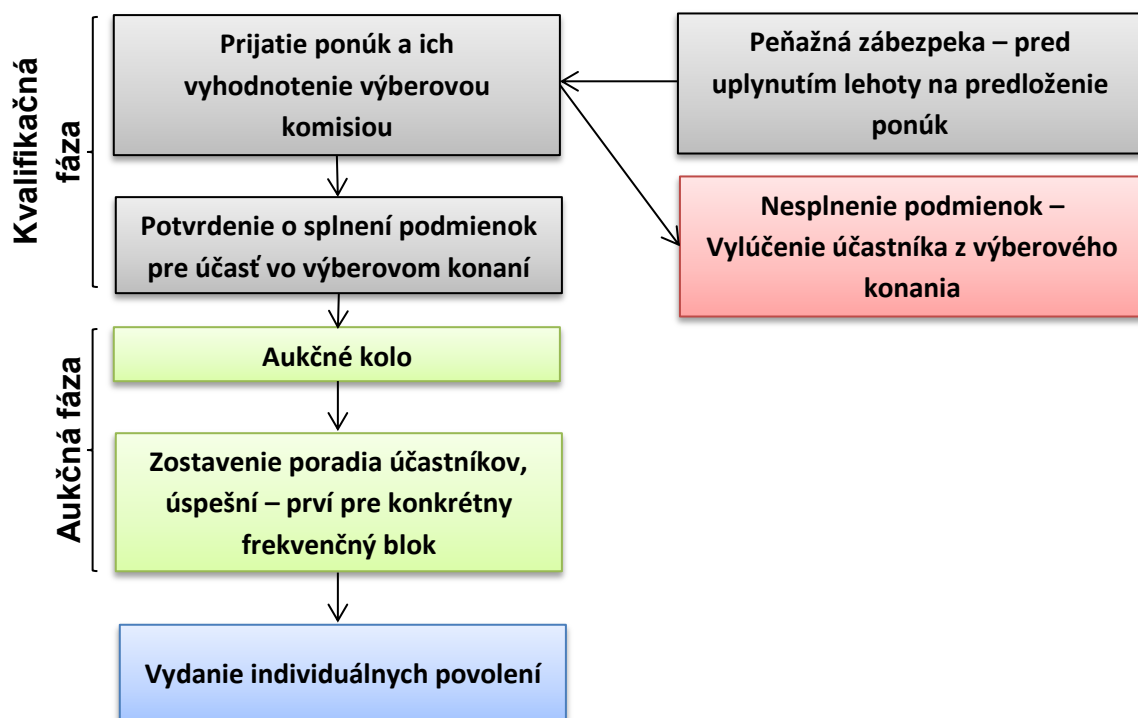 Kvalifikačná
fáza
Prijatie ponúk a ich
vyhodnotenie výberovou
komisiou
Peňažná zábezpeka – pred
uplynutím lehoty na predloženie
ponúk
Potvrdenie o splnení podmienok
pre účasť vo výberovom konaní
Nesplnenie podmienok –
Vylúčenie účastníka z výberového
konania
Aukčná fáza
Aukčné kolo
Zostavenie poradia účastníkov,
úspešní – prví pre konkrétny
frekvenčný blok
Vydanie individuálnych povolení